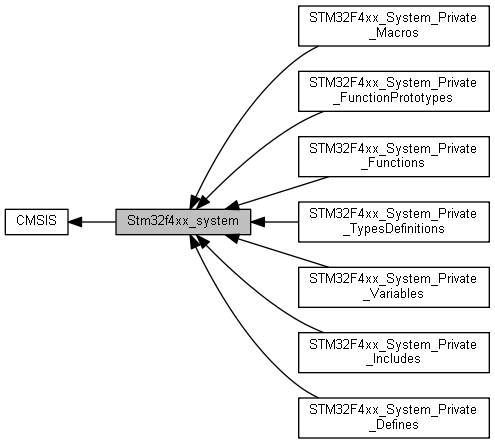 STM32F4xx_System_Private
_Macros
STM32F4xx_System_Private
_FunctionPrototypes
STM32F4xx_System_Private
_Functions
CMSIS
Stm32f4xx_system
STM32F4xx_System_Private
_TypesDefinitions
STM32F4xx_System_Private
_Variables
STM32F4xx_System_Private
_Includes
STM32F4xx_System_Private
_Defines